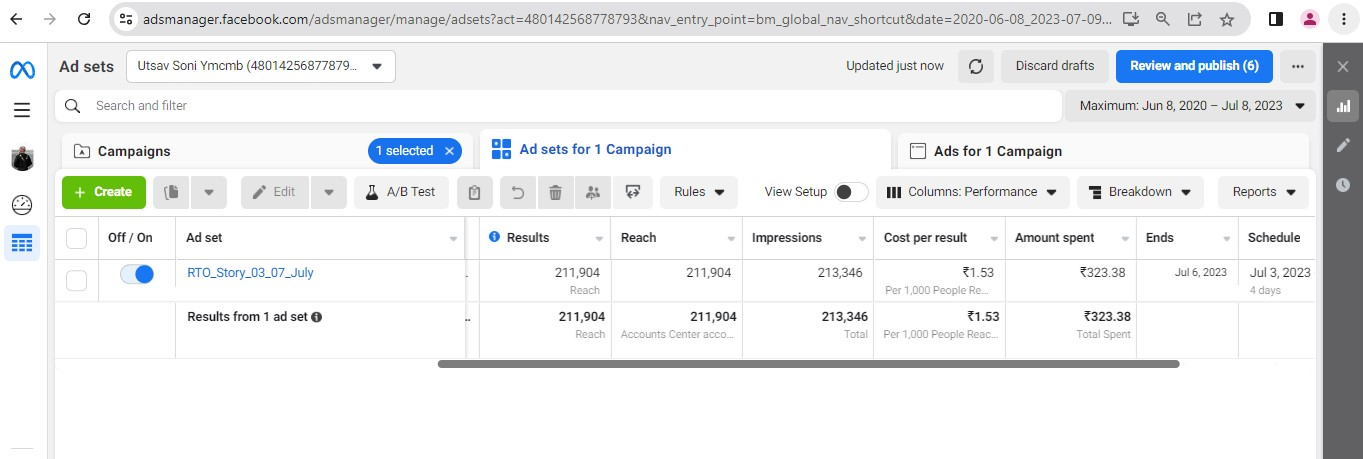 adsmanager.facebook.com/adsmanager/manage/adsets?act=480142568778793&nav_entry_point=bm_global_nav_shortcut&date=2020-06-08_2023-07-09...
Ad sets
Utsav Soni Ymcmb (48014256877879...
Updated just now
Discard drafts
Review and publish (6)
Search and filter
Maximum: Jun 8, 2020 – Jul 8, 2023
Campaigns
1 selected
Ad sets for 1 Campaign
Ads for 1 Campaign
+ Create
Edit
A/B Test
Rules
View Setup
Columns: Performance
Breakdown
Reports
Off / On
Ad set
Results
Reach
Impressions
Cost per result
Amount spent
Ends
Schedule
RTO_Story_03_07_July
211,904
Reach
211,904
213,346
₹1.53
Per 1,000 People Re...
₹323.38
Jul 6, 2023
Jul 3, 2023
4 days
Results from 1 ad set
...
211,904
Reach
211,904
Accounts Center acco...
213,346
Total
₹1.53
Per 1,000 People Reac...
₹323.38
Total Spent